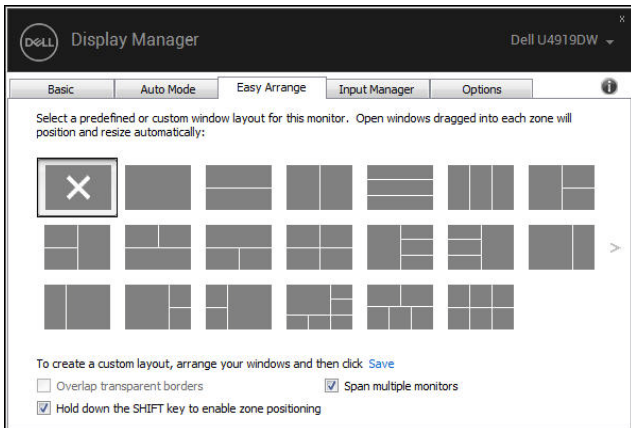 x
DELL Display Manager Dell U4919DW
Basic Auto Mode Easy Arrange Input Manager Options i
Select a predefined or custom window layout for this monitor. Open windows dragged into each zone will
position and resize automatically:
>
To create a custom layout, arrange your windows and then click Save
Overlap transparent borders Span multiple monitors
Hold down the SHIFT key to enable zone positioning